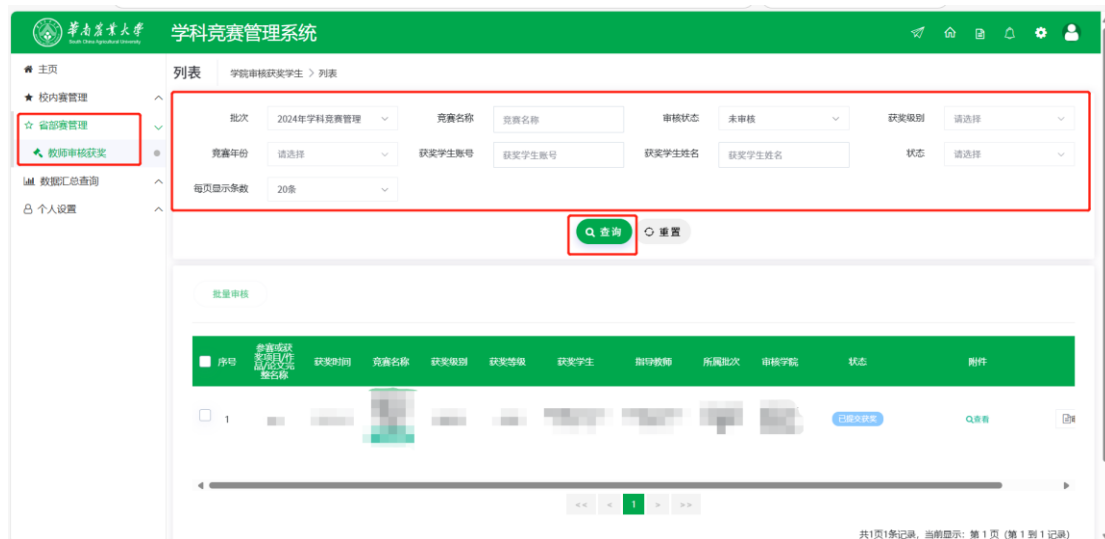 華南農業大學 学科竞赛管理系统
South China Agricultural University
主页
校内赛管理
省部赛管理
教师审核获奖
数据汇总查询
个人设置
列表 学院审核获奖学生 > 列表
批次 2024年学科竞赛管理 竞赛名称 竞赛名称 审核状态 未审核 获奖级别 请选择
竞赛年份 请选择 获奖学生账号 获奖学生账号 获奖学生姓名 获奖学生姓名 状态 请选择
每页显示条数 20条
查询 重置
批量审核
序号 参赛或获奖项目/作品/论文完整名称 获奖时间 竞赛名称 获奖级别 获奖等级 获奖学生 指导教师 所属批次 审核学院 状态 附件
1 已提交获奖 查看
<< < 1 > >>
共1页1条记录，当前显示：第 1 页 (第 1 到 1 记录)